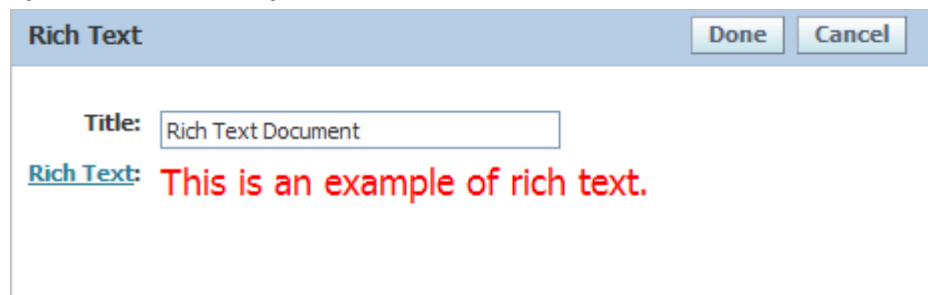 Rich Text Done Cancel
Title: Rich Text Document
Rich Text: This is an example of rich text.